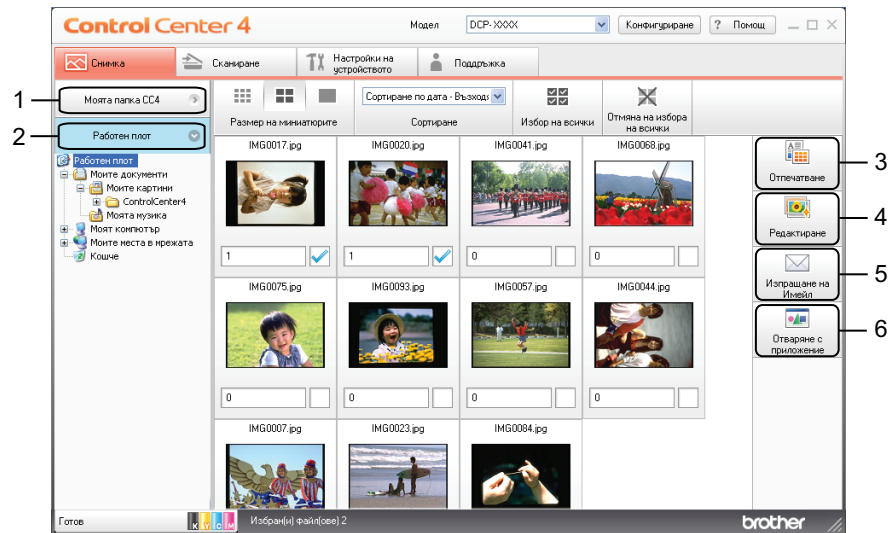 Control Center 4
Модел
DCP-XXXX
Конфигуриране
? Помощ
Снимка
Сканиране
Настройки на
устройството
Поддръжка
1
Моята папка CC4
2
Работен плот
Работен плот
Моите документи
Моите картини
ControlCenter4
Моята музика
Моят компютър
Моите места в мрежата
Кошче
Размер на миниатюрите
Сортиране по дата - Възходя
Сортиране
Избор на всички
Отмяна на избора
на всички
IMG0017.jpg
IMG0020.jpg
IMG0041.jpg
IMG0068.jpg
1
1
0
0
IMG0075.jpg
IMG0093.jpg
IMG0057.jpg
IMG0044.jpg
0
0
0
0
IMG0007.jpg
IMG0023.jpg
IMG0084.jpg
Отпечатване
3
Редактиране
4
Изпращане на
Имейл
5
Отваряне с
приложение
6
Готов
K Y C M
Избран(и) файл(ове) 2
brother